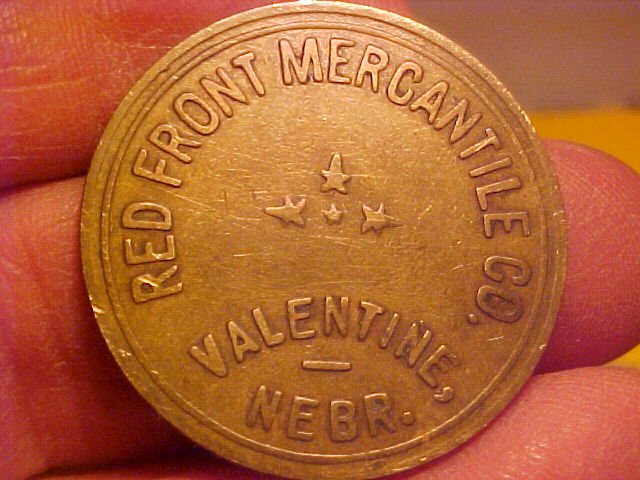 RED FRONT MERCANTILE CO.
VALENTINE,
NEBR.